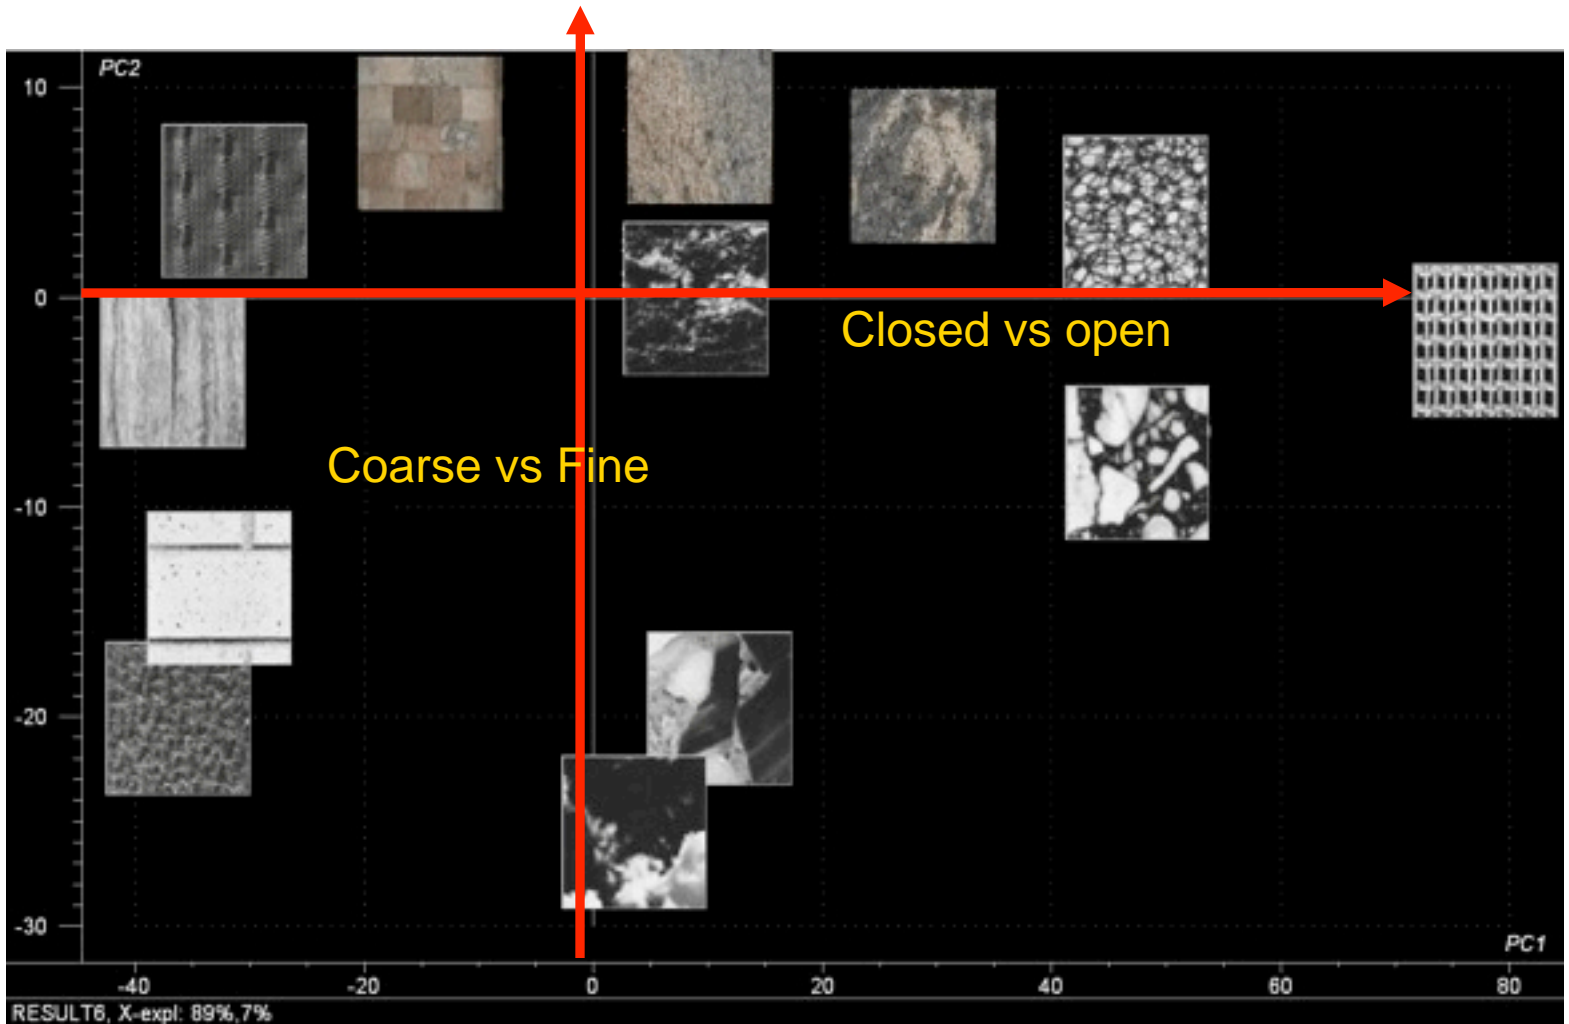 PC2
10
0
Closed vs open
Coarse vs Fine
-10
-20
-30
PC1
-40 -20 0 20 40 60 80
RESULT6, X-expl: 89%,7%